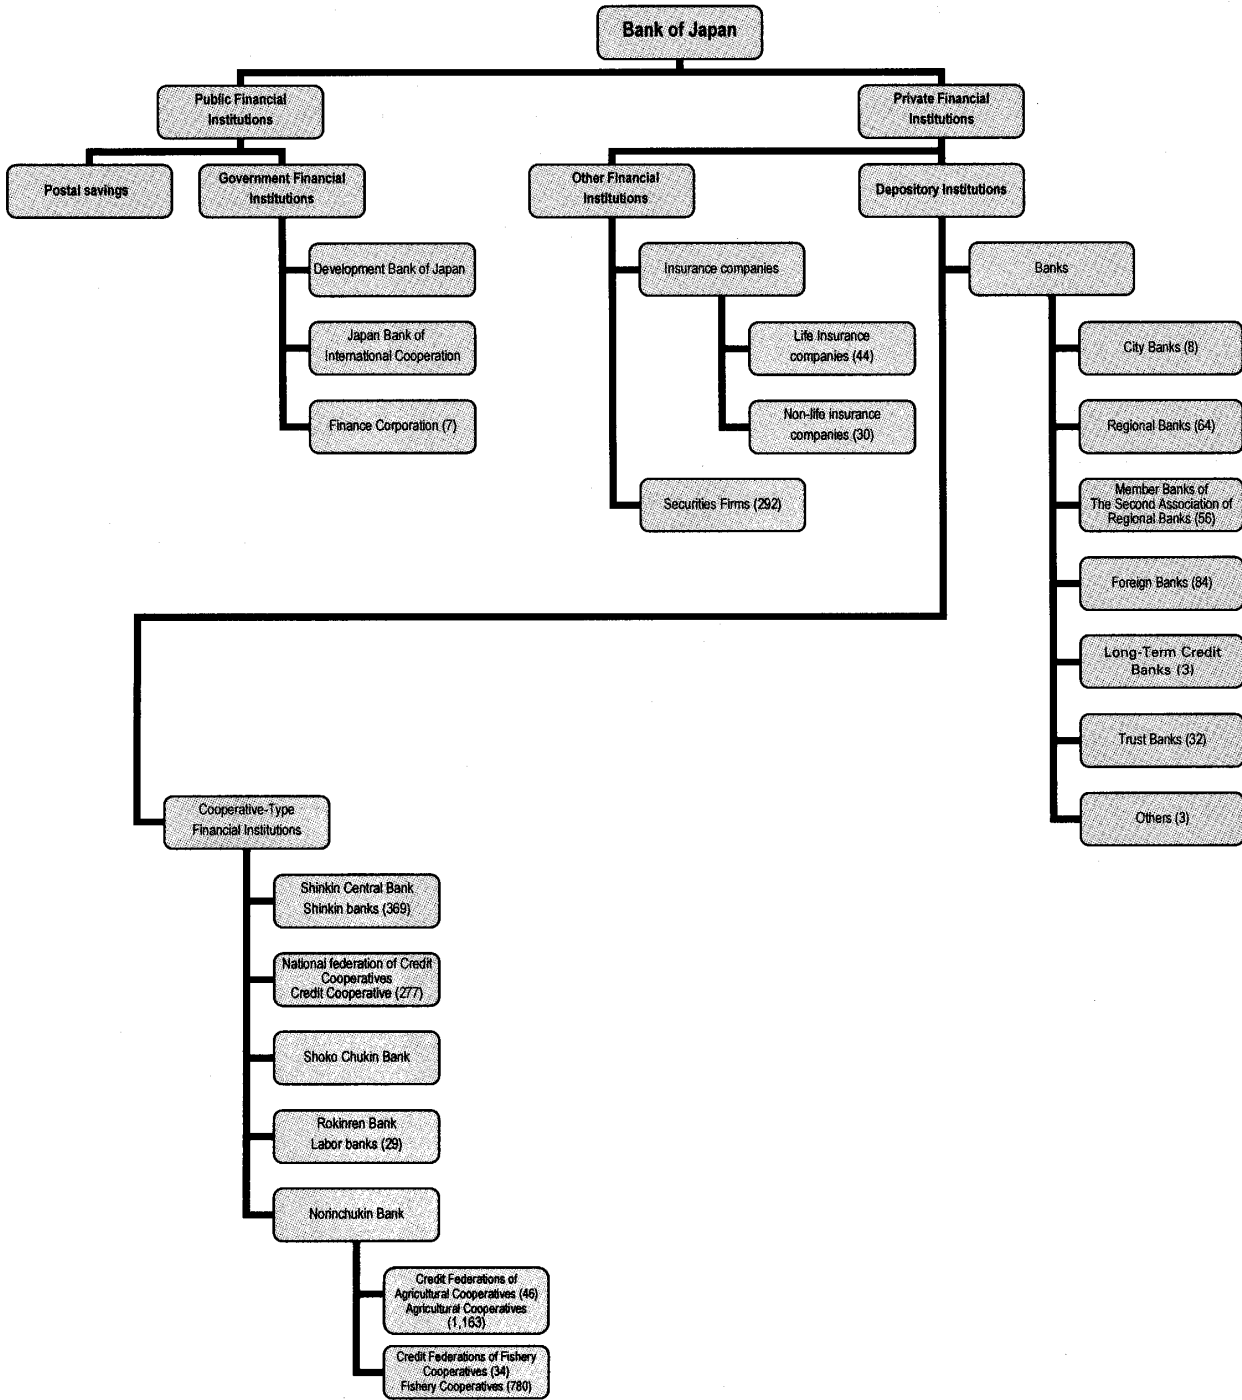 Bank of Japan
Public Financial
Institutions
Private Financial
Institutions
Postal savings
Government Financial
Institutions
Other Financial
Institutions
Depository Institutions
Development Bank of Japan
Japan Bank of
International Cooperation
Finance Corporation (7)
Insurance companies
Life Insurance
companies (44)
Non-life insurance
companies (30)
Securities Firms (292)
Banks
City Banks (8)
Regional Banks (64)
Member Banks of
The Second Association of
Regional Banks (56)
Foreign Banks (84)
Long-Term Credit
Banks (3)
Trust Banks (32)
Others (3)
Cooperative-Type
Financial Institutions
Shinkin Central Bank
Shinkin banks (369)
National federation of Credit
Cooperatives
Credit Cooperative (277)
Shoko Chukin Bank
Rokinren Bank
Labor banks (29)
Norinchukin Bank
Credit Federations of
Agricultural Cooperatives (46)
Agricultural Cooperatives
(1,163)
Credit Federations of Fishery
Cooperatives (34)
Fishery Cooperatives (780)